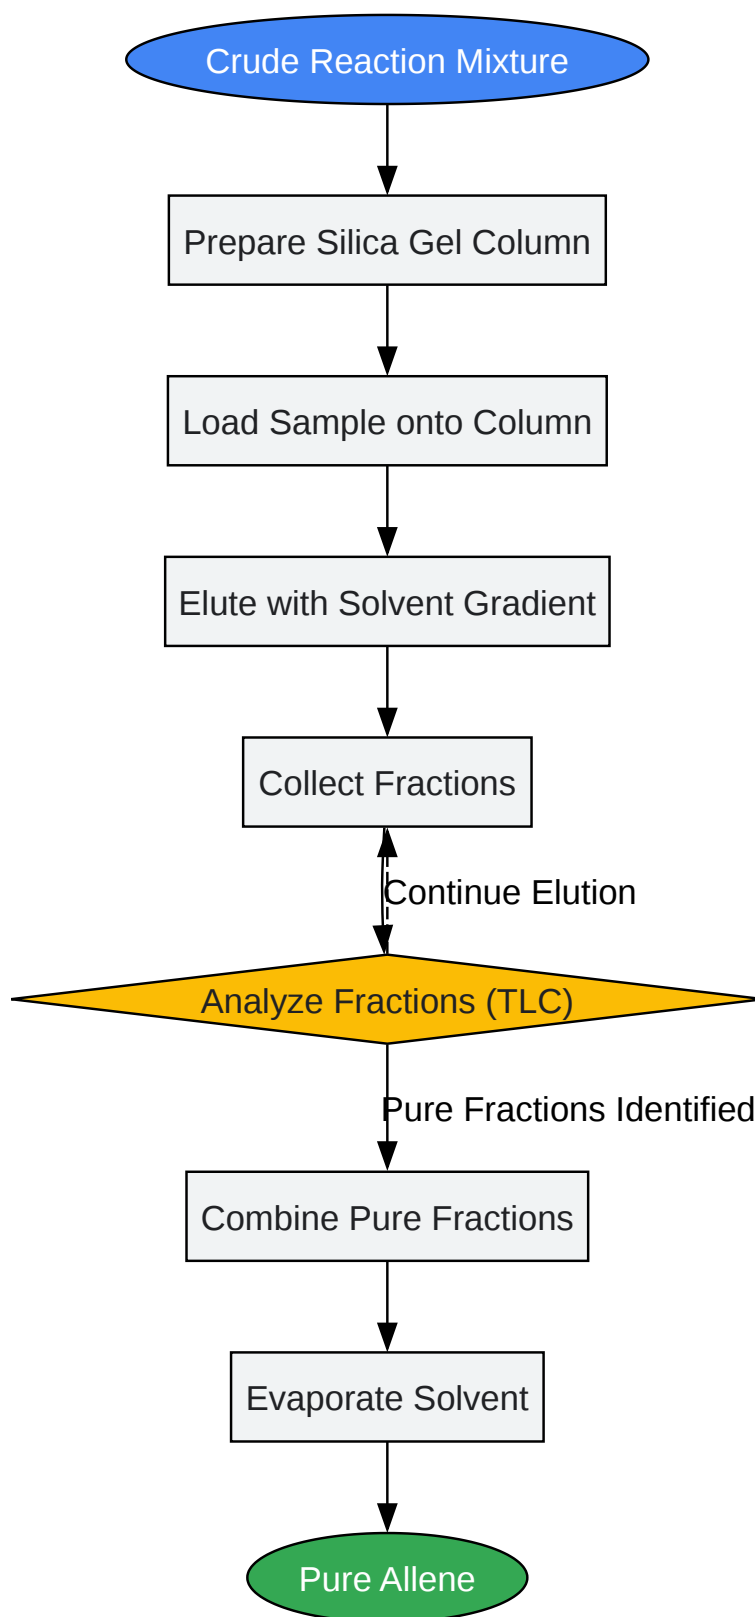 Crude Reaction Mixture
Prepare Silica Gel Column
Load Sample onto Column
Elute with Solvent Gradient
Collect Fractions
Continue Elution
Analyze Fractions (TLC)
Pure Fractions Identified
Combine Pure Fractions
Evaporate Solvent
Pure Allene